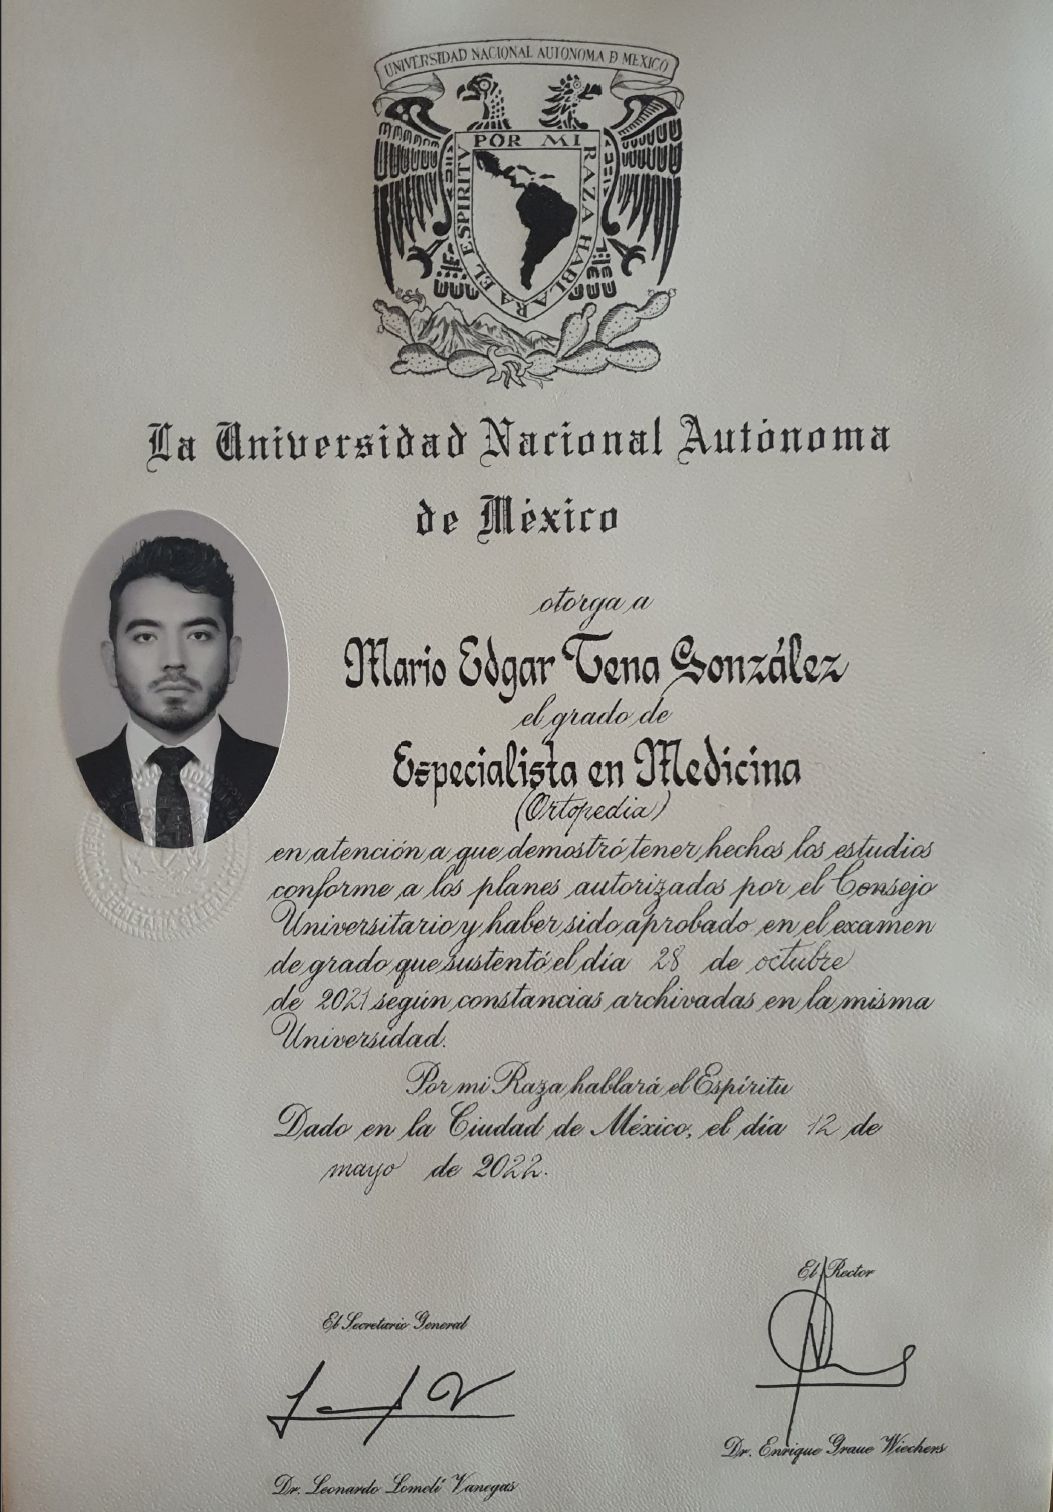 UNIVERSIDAD NACIONAL AUTONOMA D MEXICO
POR MI RAZA HABLARA EL ESPIRITV
La Universidad Nacional Autónoma
de México
otorga a
Mario Edgar Tena González
el grado de
Especialista en Medicina
(Ortopedia)
en atención a que demostró tener hechos los estudios
conforme a los planes autorizados por el Consejo
Universitario y haber sido aprobado en el examen
de grado que sustentó el día 28 de octubre
de 2021 según constancias archivadas en la misma
Universidad.
Por mi Raza hablará el Espíritu
Dado en la Ciudad de México, el día 12 de
mayo de 2022.
El Rector
El Secretario General
Dr. Enrique Graue Wiechers
Dr. Leonardo Lomelí Vanegas